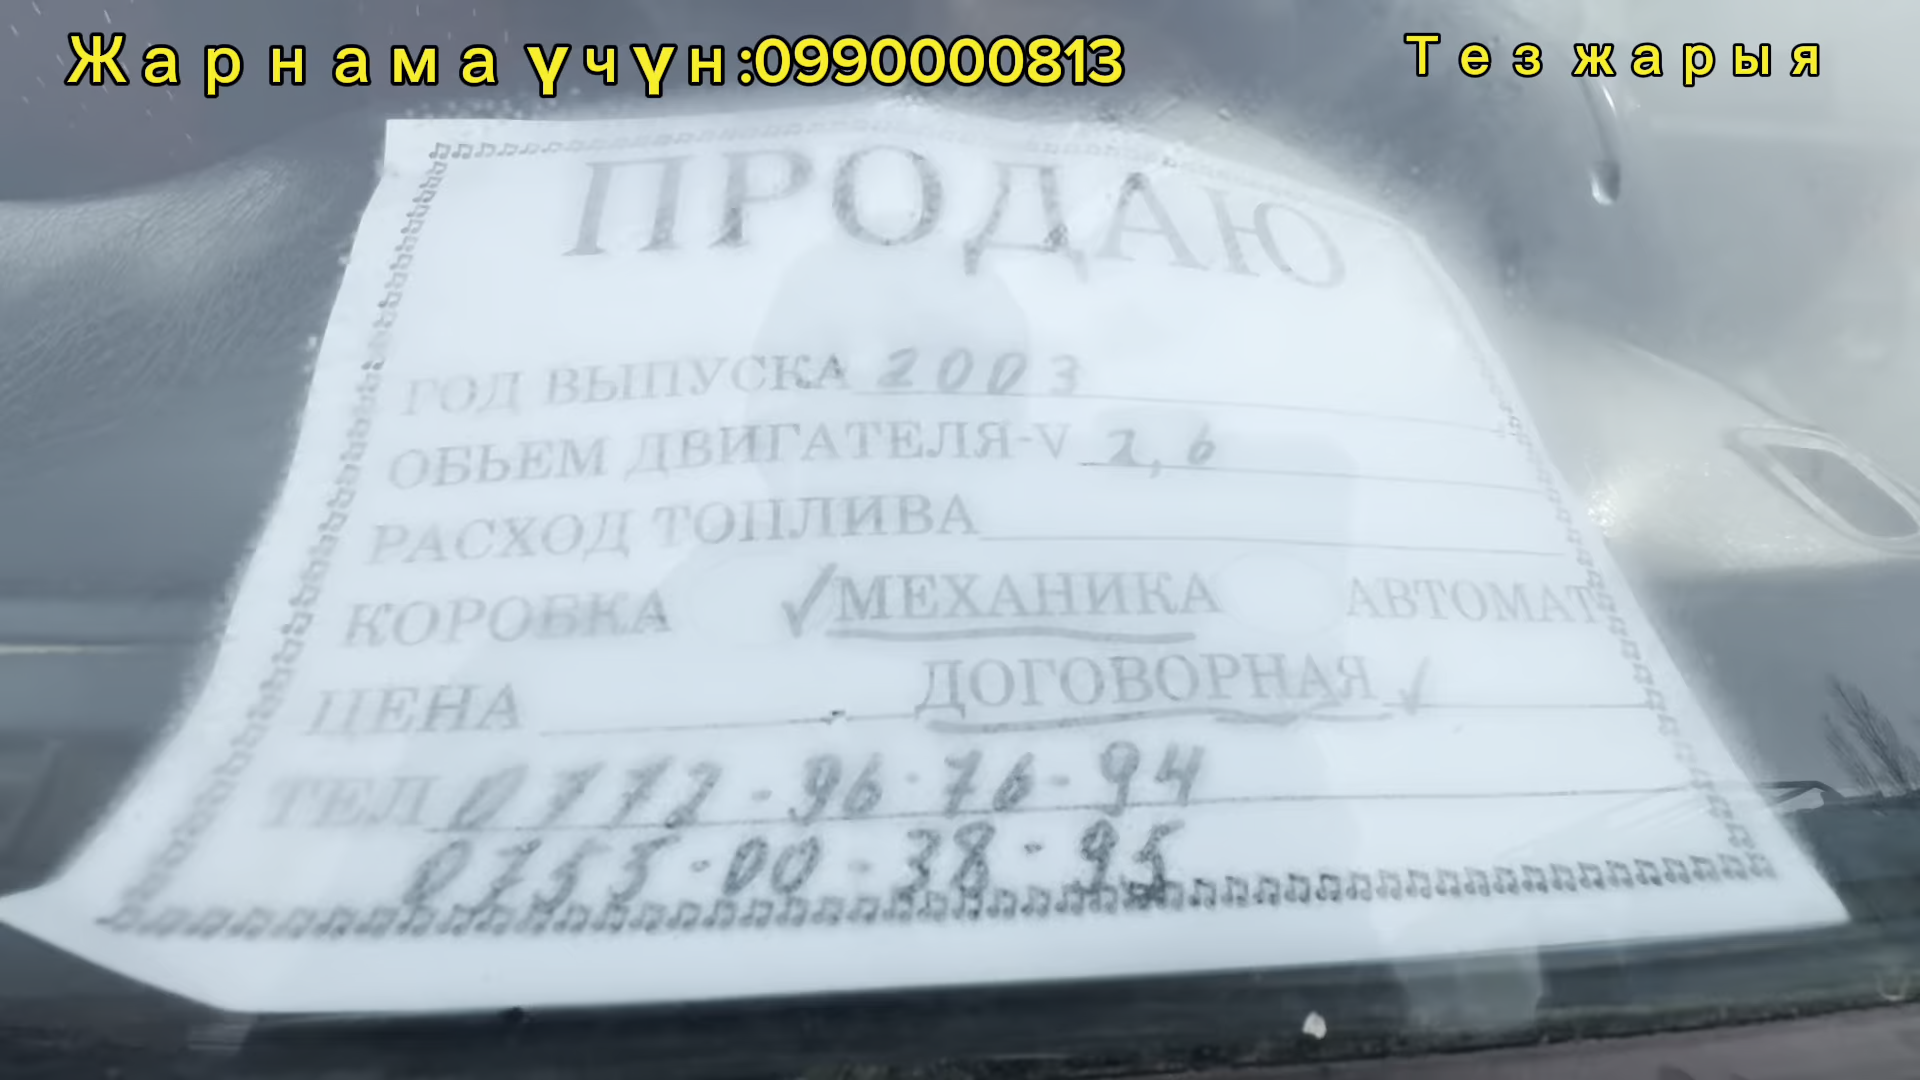 Жарнама үчүн:0990000813
Тез жарыя
ПРОДАЮ
ГОД ВЫПУСКА 2003
ОБЬЕМ ДВИГАТЕЛЯ-V 2,6
РАСХОД ТОПЛИВА
КОРОБКА ✓МЕХАНИКА АВТОМАТ
ЦЕНА ДОГОВОРНАЯ ✓
ТЕЛ 0772-96-76-94
0755-00-38-95